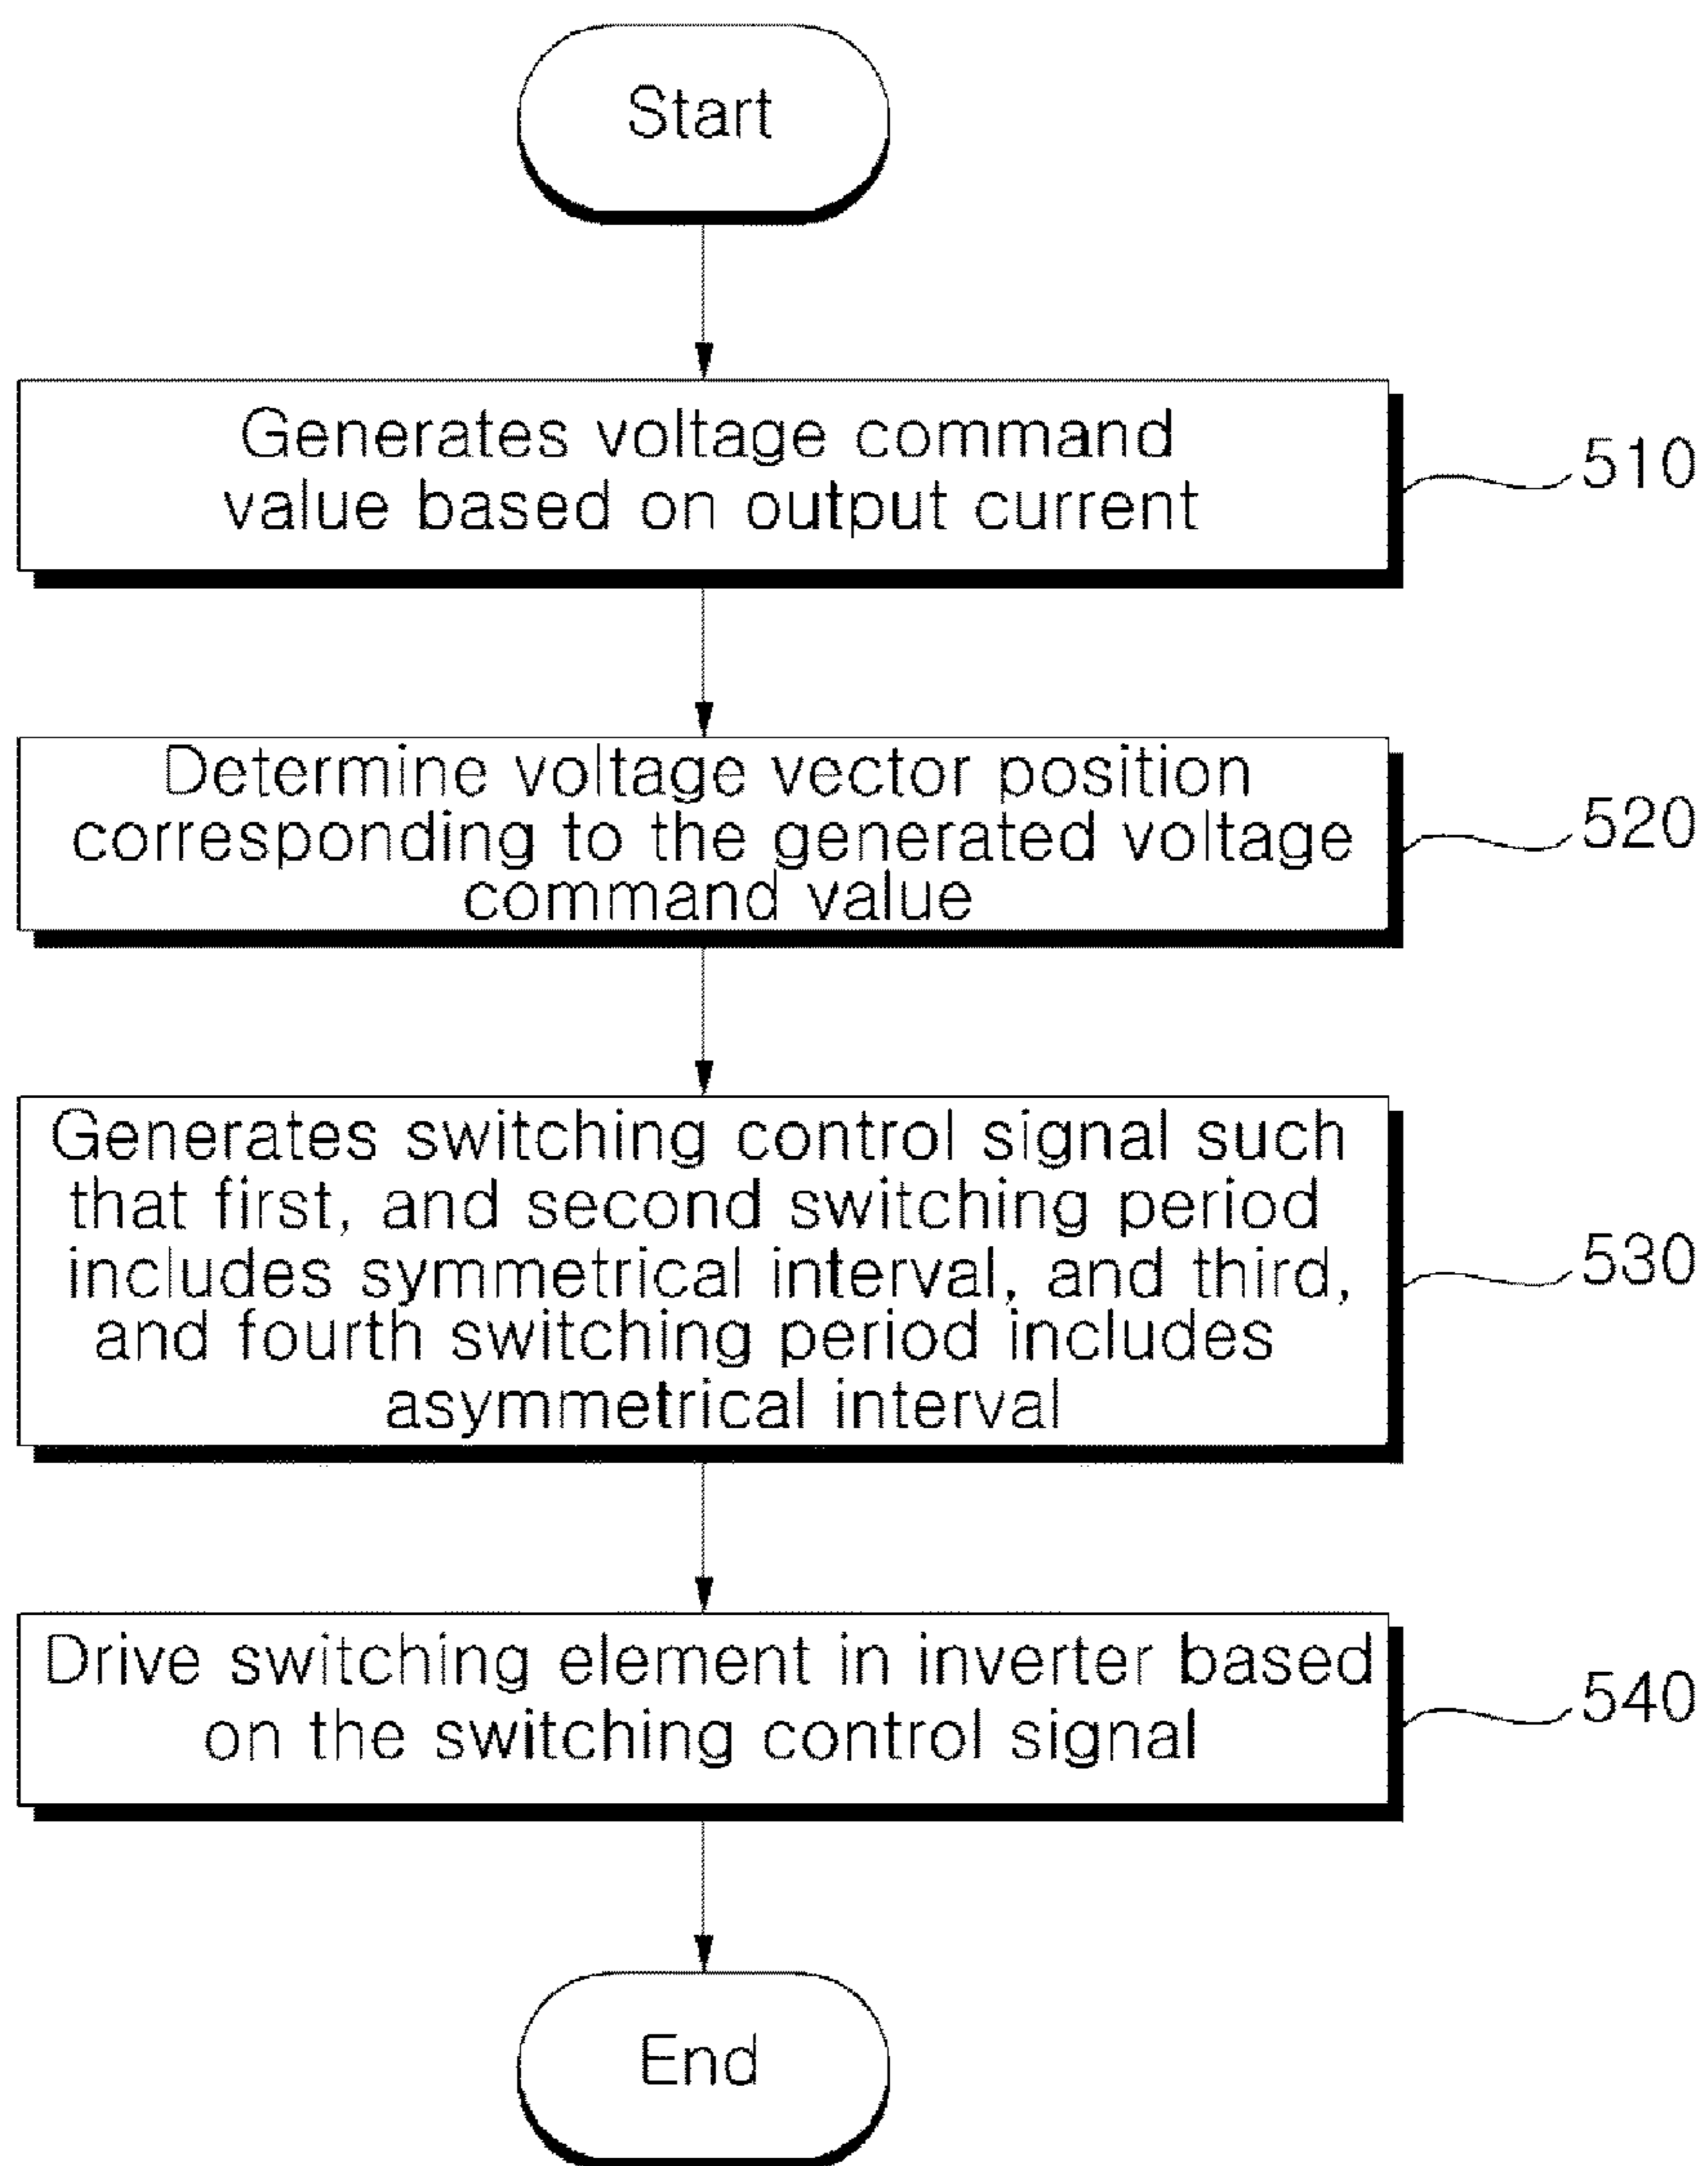 Start
Generates voltage command
value based on output current
510
Determine voltage vector position
corresponding to the generated voltage
command value
520
Generates switching control signal such
that first, and second switching period
includes symmetrical interval, and third,
and fourth switching period includes
asymmetrical interval
530
Drive switching element in inverter based
on the switching control signal
540
End